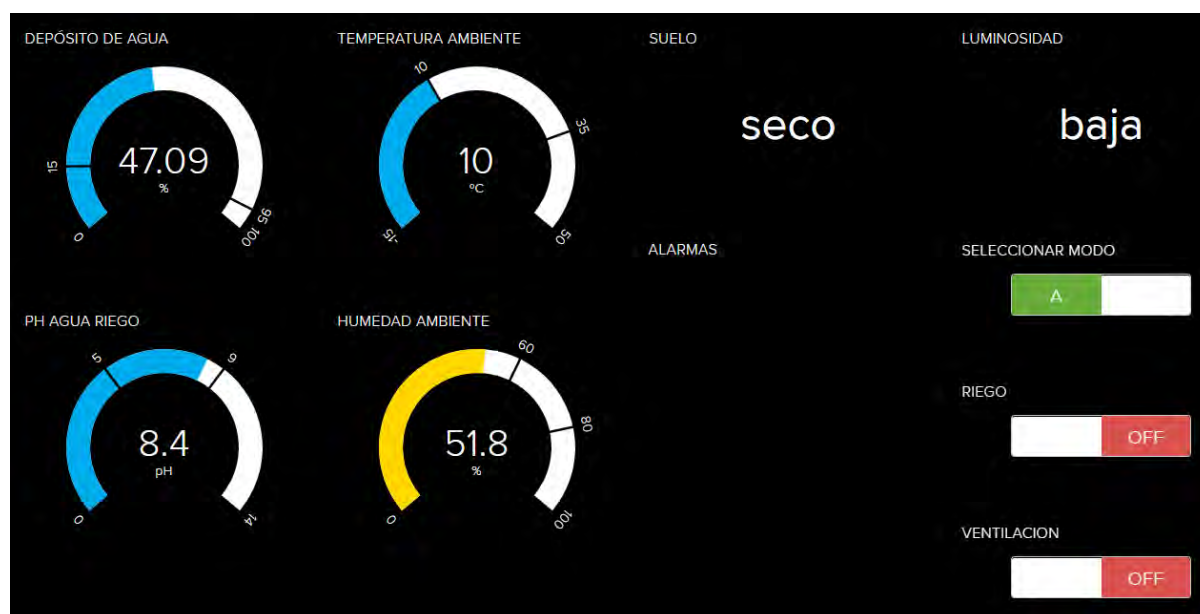 DEPÓSITO DE AGUA
15
47.09
%
0
95
100
TEMPERATURA AMBIENTE
10
35
10
ºC
-15
50
SUELO
seco
LUMINOSIDAD
baja
ALARMAS
SELECCIONAR MODO
A
PH AGUA RIEGO
5
9
8.4
pH
0
14
HUMEDAD AMBIENTE
60
80
51.8
%
0
100
RIEGO
OFF
VENTILACION
OFF